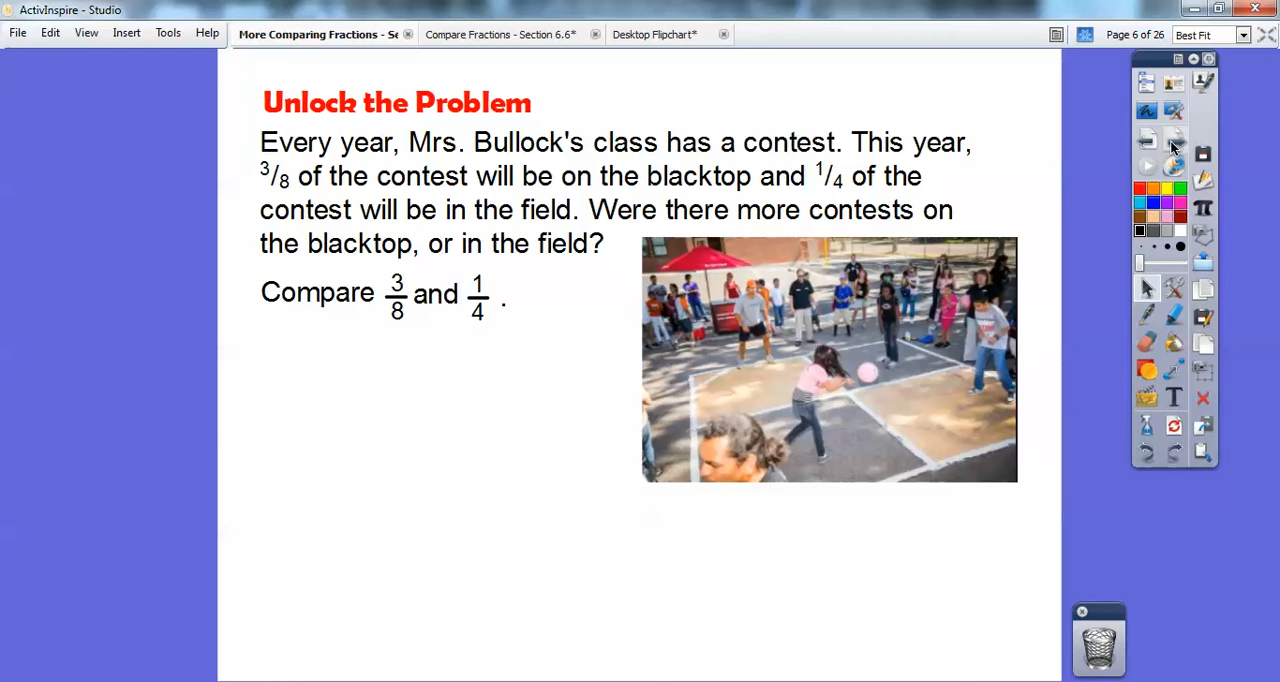 ActivInspire - Studio
File Edit View Insert Tools Help
More Comparing Fractions - Se
Compare Fractions - Section 6.6*
Desktop Flipchart*
Page 6 of 26
Best Fit
Unlock the Problem
Every year, Mrs. Bullock's class has a contest. This year,
3/8 of the contest will be on the blacktop and 1/4 of the
contest will be in the field. Were there more contests on
the blacktop, or in the field?
Compare 3/8 and 1/4 .